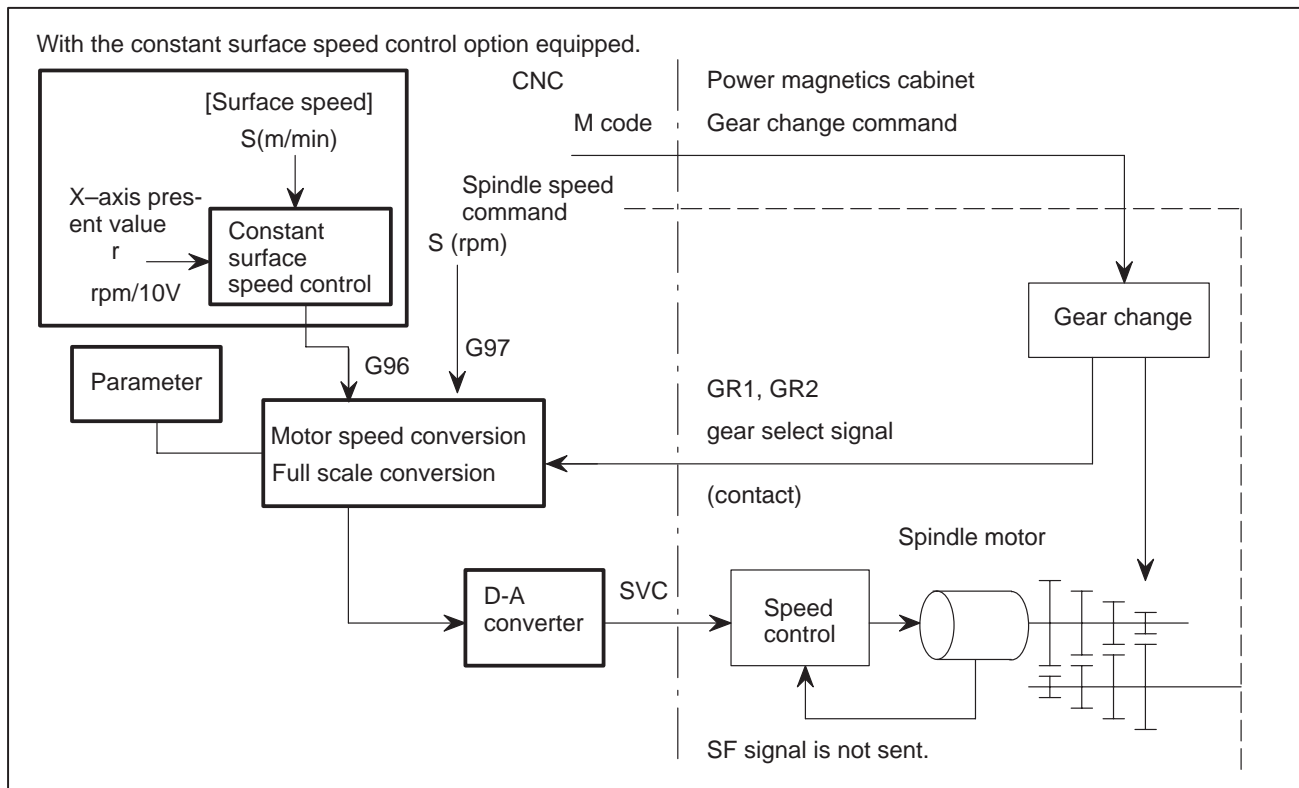 With the constant surface speed control option equipped.
CNC
Power magnetics cabinet
[Surface speed]
S(m/min)
M code
Gear change command
X–axis pres-
ent value
r
rpm/10V
Constant
surface
speed control
Spindle speed
command
S (rpm)
Gear change
G96
G97
Parameter
GR1, GR2
gear select signal
(contact)
Motor speed conversion
Full scale conversion
Spindle motor
D-A
converter
SVC
Speed
control
SF signal is not sent.